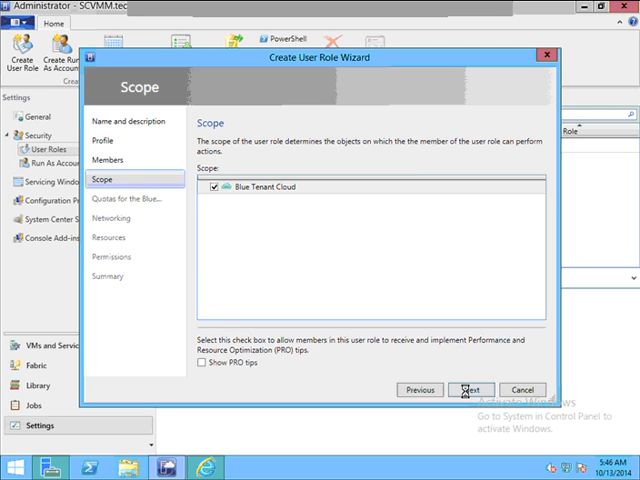 Administrator - SCVMM.tec
Home
Create
User Role
Create Run
As Account
PowerShell
Create Run
Settings
General
Security
User Roles
Run As Accou
Servicing Windo
Configuration P
System Center S
Console Add-ins
VMs and Servic
Fabric
Library
Jobs
Settings
Create User Role Wizard
Scope
Name and description
Profile
Members
Scope
Quotas for the Blue...
Networking
Resources
Permissions
Summary
Scope
The scope of the user role determines the objects on which the the member of the user role can perform
actions.
Scope:
Blue Tenant Cloud
Select this check box to allow members in this user role to receive and implement Performance and
Resource Optimization (PRO) tips.
Show PRO tips
Previous
Next
Cancel
Role
Activate Windows
Go to System in Control Panel to
activate Windows.
5:46 AM
10/13/2014